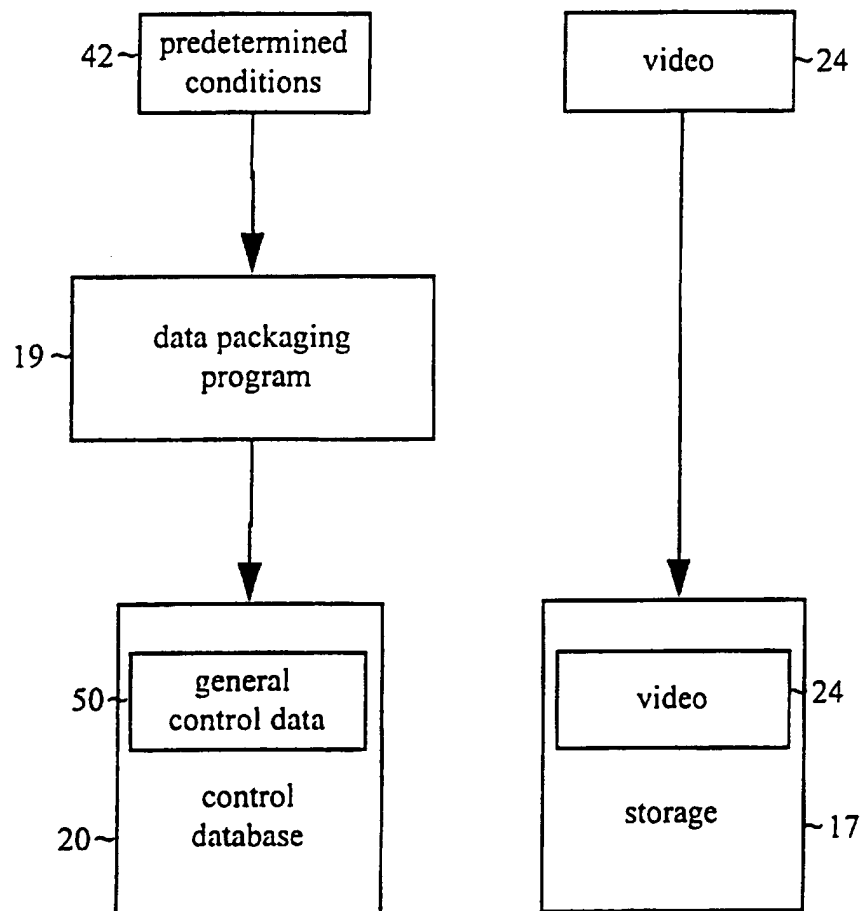 42
predetermined
conditions
video
24
19
data packaging
program
50
general
control data
control
database
20
video
24
storage
17